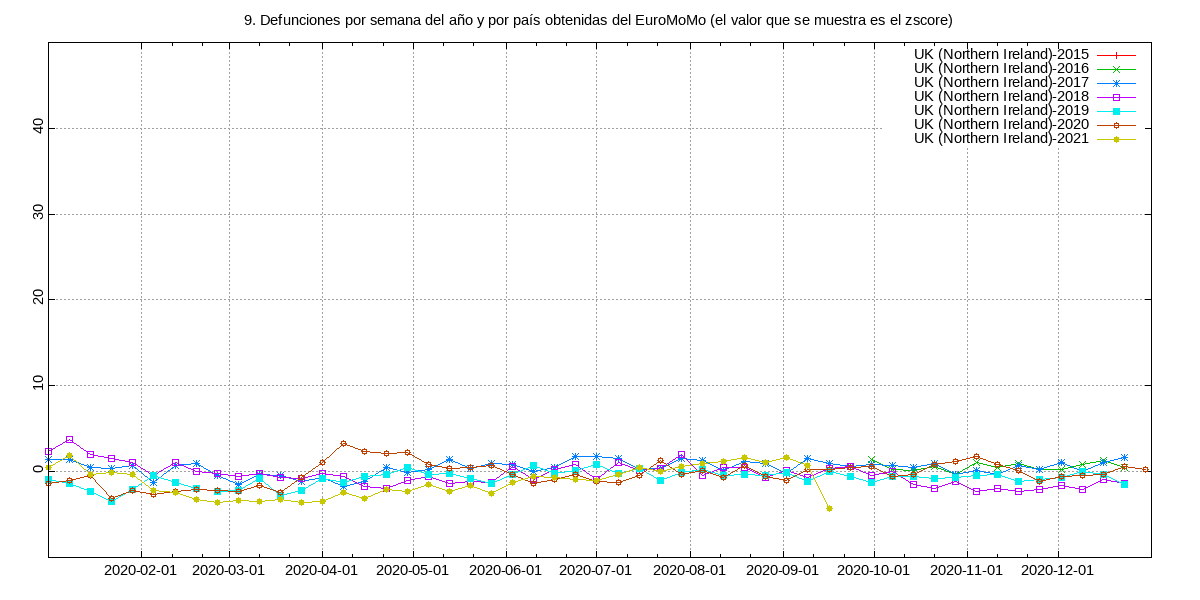 9. Defunciones por semana del año y por país obtenidas del EuroMoMo (el valor que se muestra es el zscore)
UK (Northern Ireland)-2015
UK (Northern Ireland)-2016
UK (Northern Ireland)-2017
UK (Northern Ireland)-2018
UK (Northern Ireland)-2019
UK (Northern Ireland)-2020
UK (Northern Ireland)-2021
40
30
20
10
0
2020-02-01 2020-03-01 2020-04-01 2020-05-01 2020-06-01 2020-07-01 2020-08-01 2020-09-01 2020-10-01 2020-11-01 2020-12-01